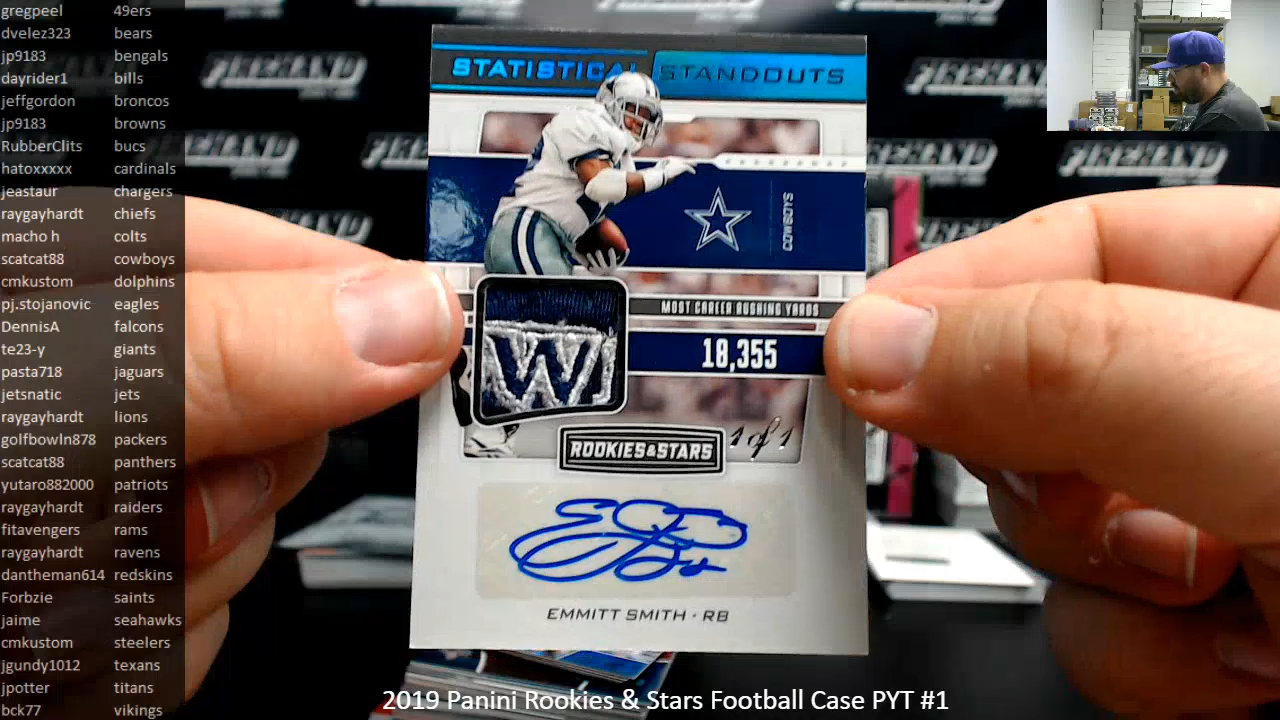 gregpeel 49ers
dvelez323 bears
jp9183 bengals
dayrider1 bills
jeffgordon broncos
jp9183 browns
RubberClits bucs
hatoxxxxx cardinals
jeastaur chargers
raygayhardt chiefs
macho h colts
scatcat88 cowboys
cmkustom dolphins
pj.stojanovic eagles
DennisA falcons
te23-y giants
pasta718 jaguars
jetsnatic jets
raygayhardt lions
golfbowln878 packers
scatcat88 panthers
yutaro882000 patriots
raygayhardt raiders
fitavengers rams
raygayhardt ravens
dantheman614 redskins
Forbzie saints
jaime seahawks
cmkustom steelers
jgundy1012 texans
jpotter titans
bck77 vikings
FIREHAND
FIREHAND
FIREHAND
FIREHAND
STATISTICAL STANDOUTS
COWBOYS
MOST CAREER RUSHING YARDS
18,355
W
ROOKIES & STARS
1 of 1
EMMITT SMITH · RB
2019 Panini Rookies & Stars Football Case PYT #1